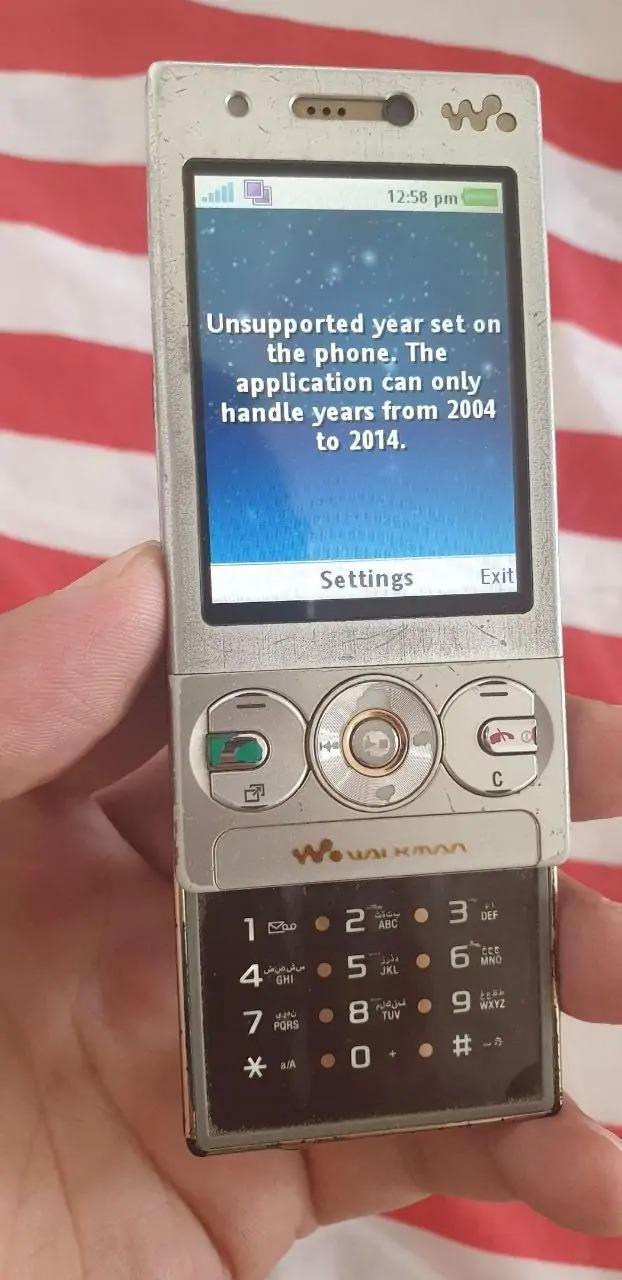 12:58 pm
Unsupported year set on
the phone. The
application can only
handle years from 2004
to 2014.
Settings Exit
C
WALKMAN
1 2 ABC 3 DEF
4 GHI 5 JKL 6 MNO
7 PQRS 8 TUV 9 WXYZ
* a/A 0 + #